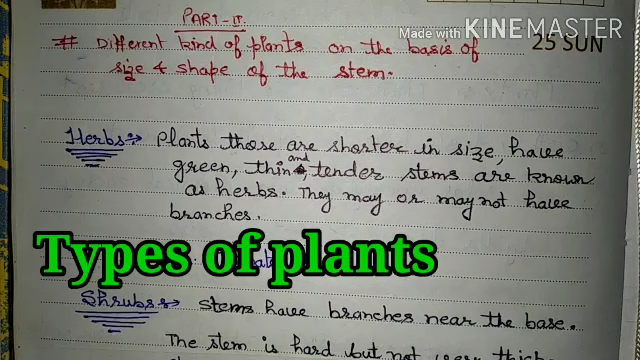 PART-II
Made with KINEMASTER
# Different kind of plants on the basis of
25 SUN
size & shape of the stem.
Herbs → Plants those are shorter in size, have
green, thin and tender stems are known
as herbs. They may or may not have
branches.
Types of plants
Shrubs → Stems have branches near the base.
The stem is hard but not very thick